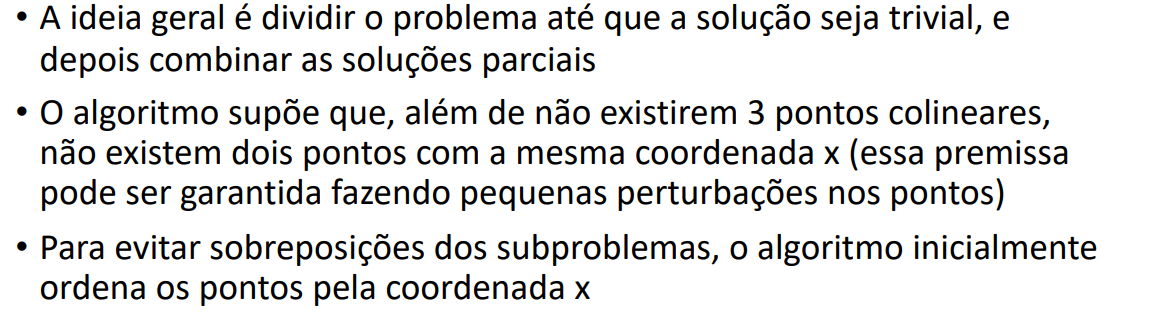 • A ideia geral é dividir o problema até que a solução seja trivial, e
depois combinar as soluções parciais
• O algoritmo supõe que, além de não existirem 3 pontos colineares,
não existem dois pontos com a mesma coordenada x (essa premissa
pode ser garantida fazendo pequenas perturbações nos pontos)
• Para evitar sobreposições dos subproblemas, o algoritmo inicialmente
ordena os pontos pela coordenada x